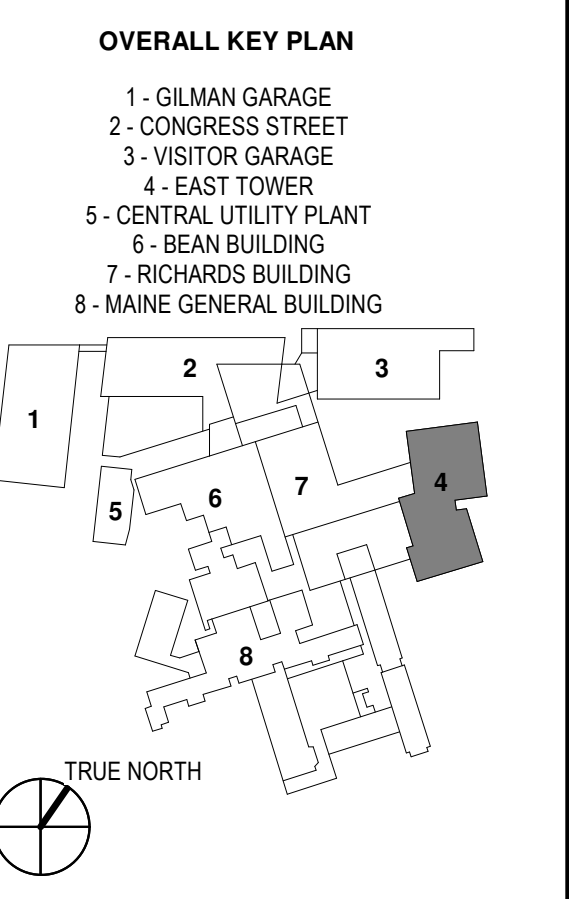 OVERALL KEY PLAN
1 - GILMAN GARAGE
2 - CONGRESS STREET
3 - VISITOR GARAGE
4 - EAST TOWER
5 - CENTRAL UTILITY PLANT
6 - BEAN BUILDING
7 - RICHARDS BUILDING
8 - MAINE GENERAL BUILDING
2
3
1
4
7
6
5
8
TRUE NORTH